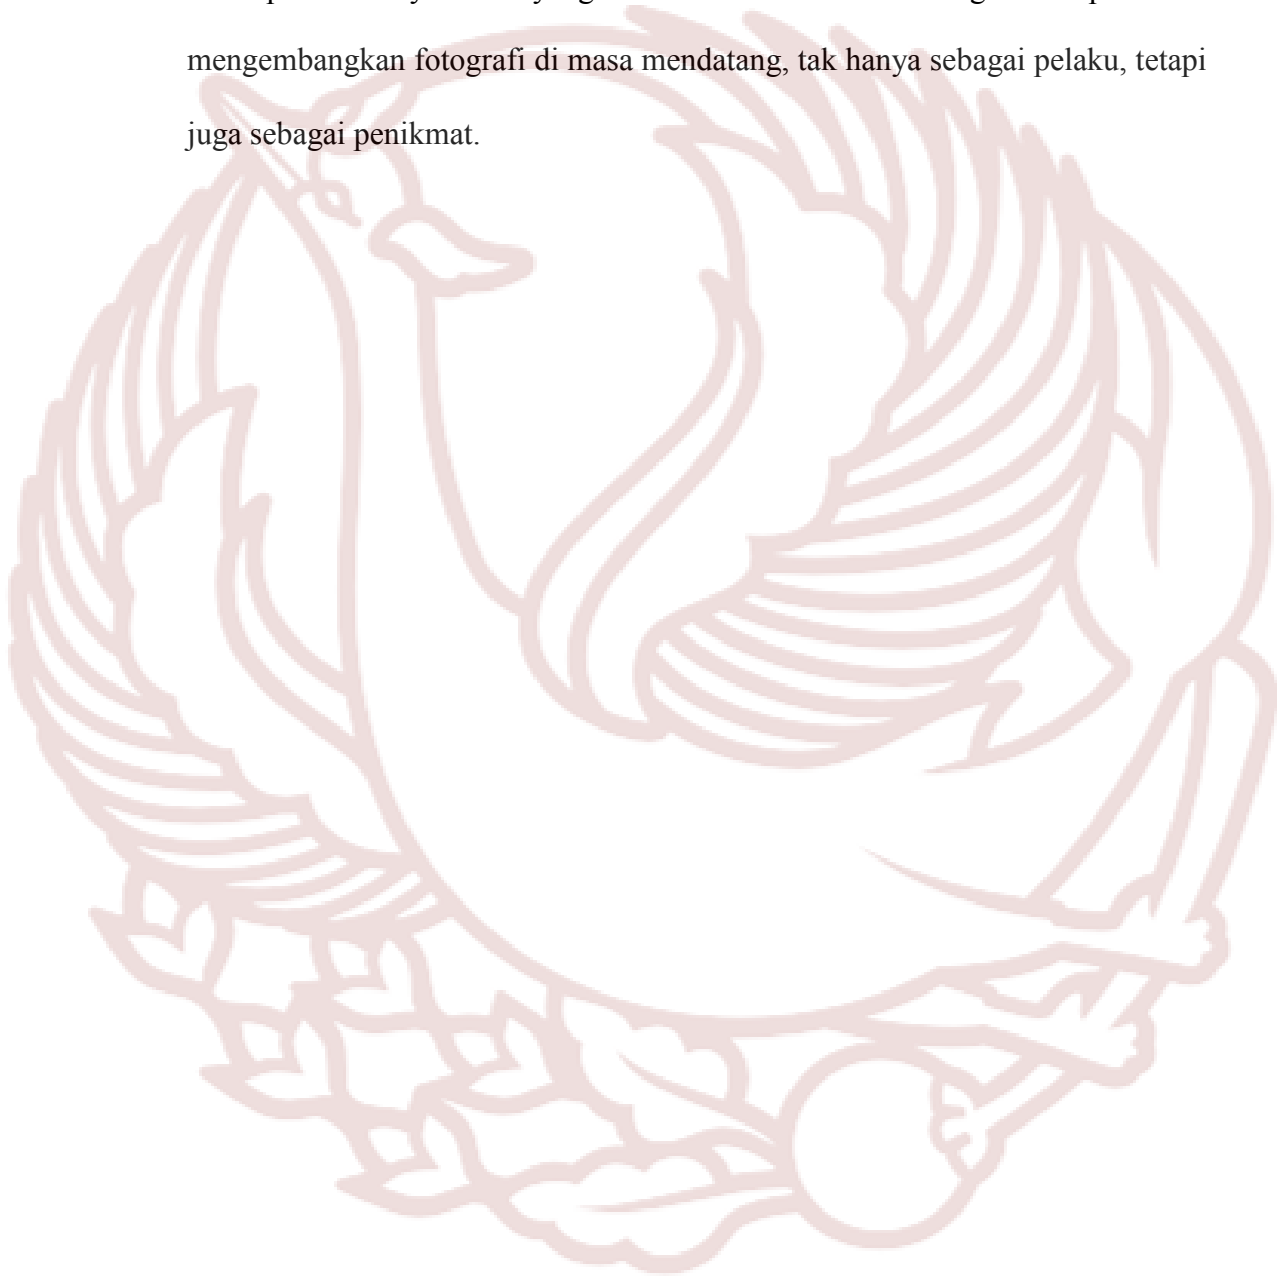 mengembangkan fotografi di masa mendatang, tak hanya sebagai pelaku, tetapi
juga sebagai penikmat.